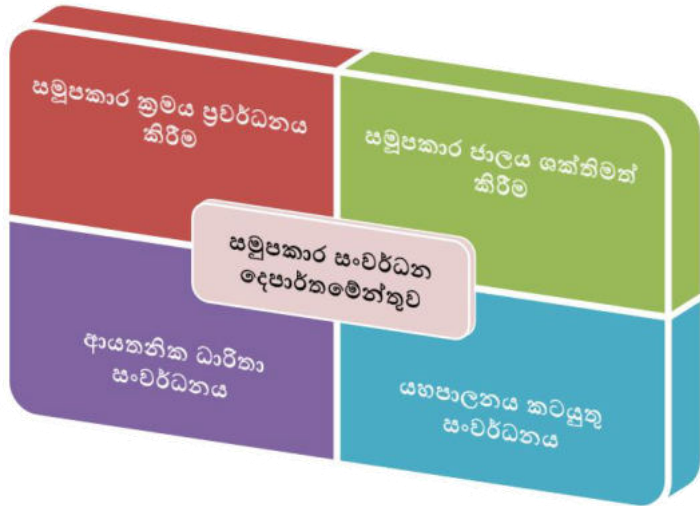 සමූපකාර ක්‍රමය ප්‍රවර්ධනය
කිරීම
සමූපකාර ජාලය ශක්තිමත්
කිරීම
සමුපකාර සංවර්ධන
දෙපාර්තමේන්තුව
ආයතනික ධාරිතා
සංවර්ධනය
යහපාලනය කටයුතු
සංවර්ධනය